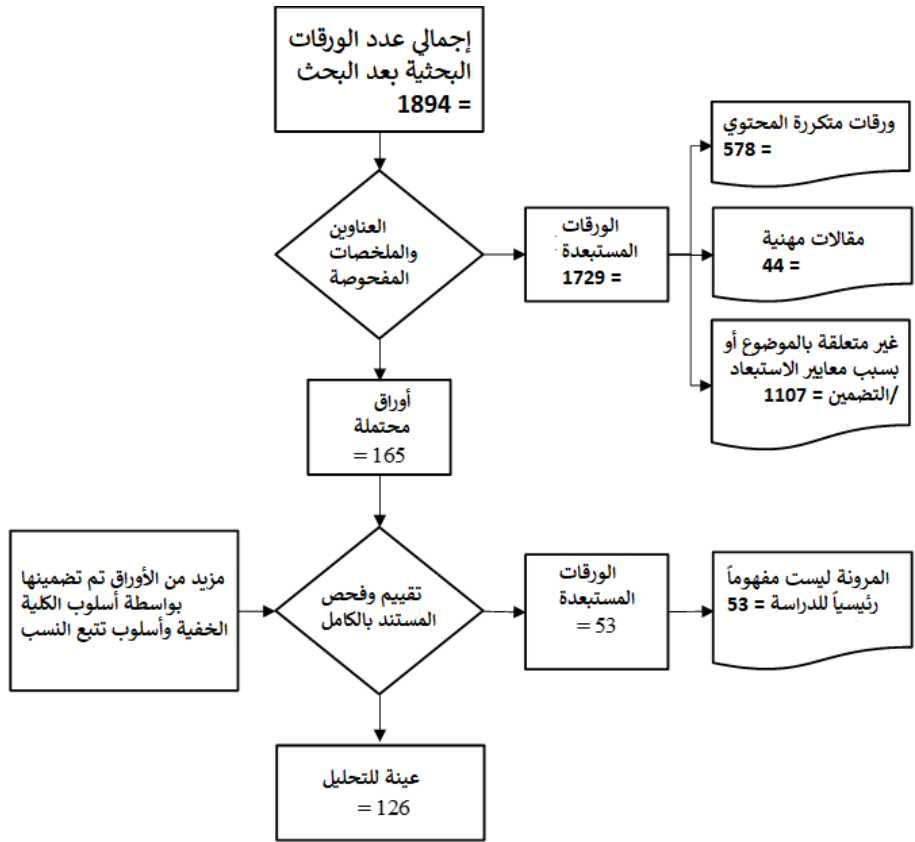 إجمالي عدد الورقات
البحثية بعد البحث
= 1894
العناوين
والملخصات
المفحوصة
الورقات
المستبعدة
= 1729
ورقات متكررة المحتوي
= 578
مقالات مهنية
= 44
غير متعلقة بالموضوع أو
بسبب معايير الاستبعاد
/التضمين = 1107
أوراق
محتملة
= 165
مزيد من الأوراق تم تضمينها
بواسطة أسلوب الكلية
الخفية وأسلوب تتبع النسب
تقييم وفحص
المستند بالكامل
الورقات
المستبعدة
= 53
المرونة ليست مفهوماً
رئيسياً للدراسة = 53
عينة للتحليل
= 126